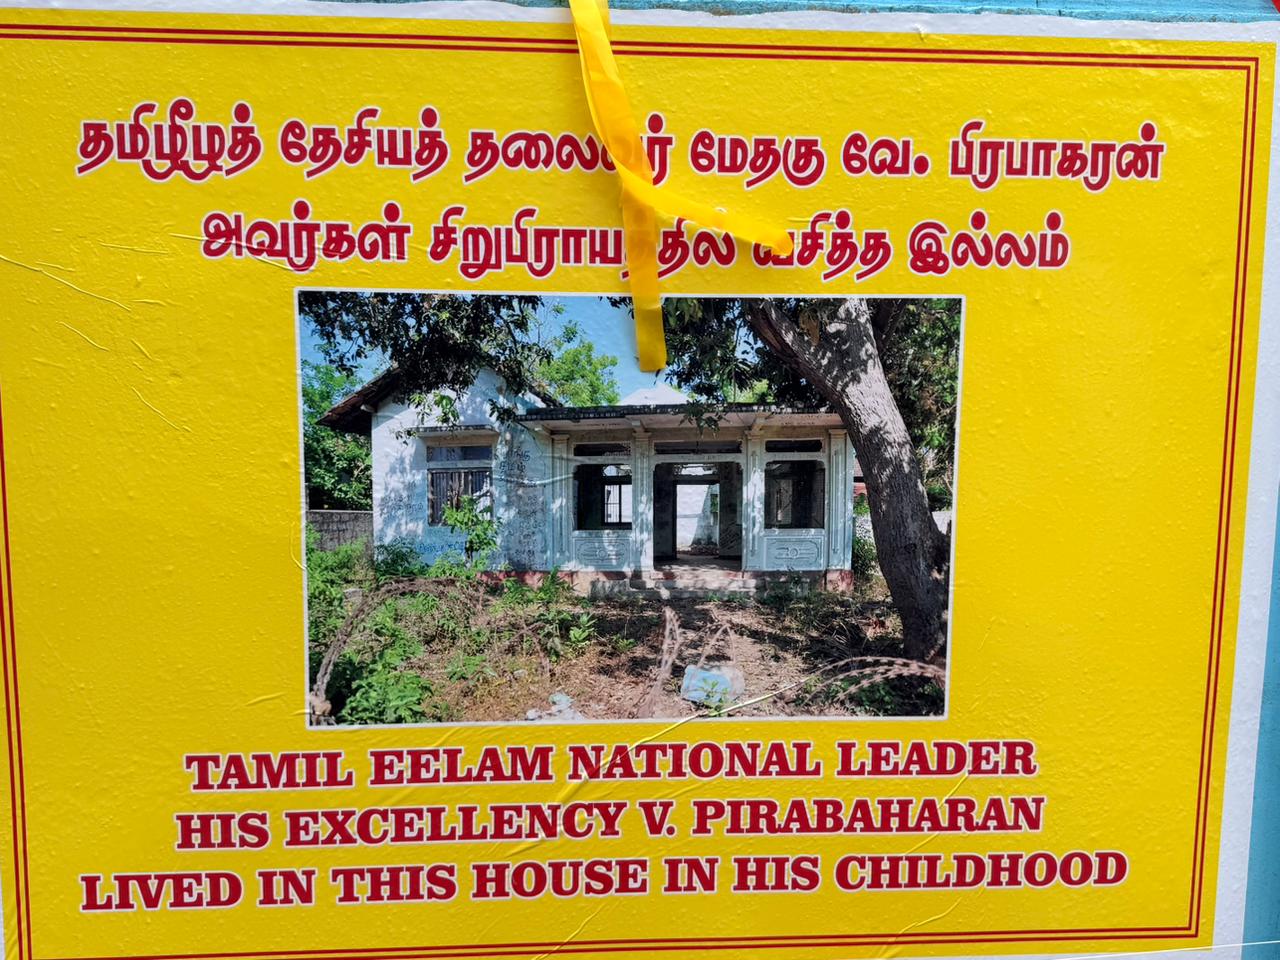 தமிழீழத் தேசியத் தலைவர் மேதகு வே. பிரபாகரன்
அவர்கள் சிறுபிராயத்தில் வசித்த இல்லம்
TAMIL EELAM NATIONAL LEADER
HIS EXCELLENCY V. PIRABAHARAN
LIVED IN THIS HOUSE IN HIS CHILDHOOD